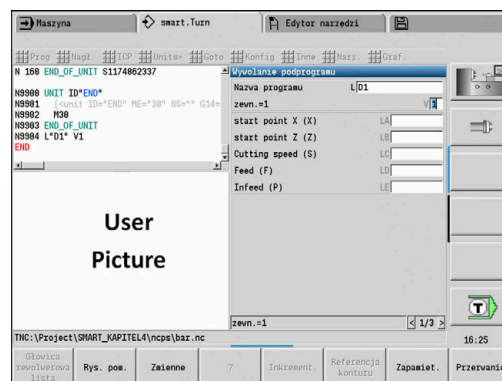 Maszyna
smart.Turn
Edytor narzędzi
Prog Nagł. ICP Units» Goto Konfig Inne Narz. Graf.
N 160 END_OF_UNIT S1174862337
N9900 UNIT ID"END"
N9901 [<unit ID="END" ME="30" NS="" G14=
N9902 M30
N9903 END_OF_UNIT
N9904 L"D1" V1
END
User
Picture
Wywolanie podprogramu
Nazwa programu L D1
zewn.=1 V 1
start point X (X) LA
start point Z (Z) LB
Cutting speed (S) LC
Feed (F) LD
Infeed (P) LE
zewn.=1 < 1/3 >
T
TNC:\Project\SMART_KAPITEL4\ncps\bar.nc
16:25
Głowica rewolwerowa lista
Rys. pom.
Zmienne
?
Inkrement.
Referencja konturu
Zapamiet.
Przerwani